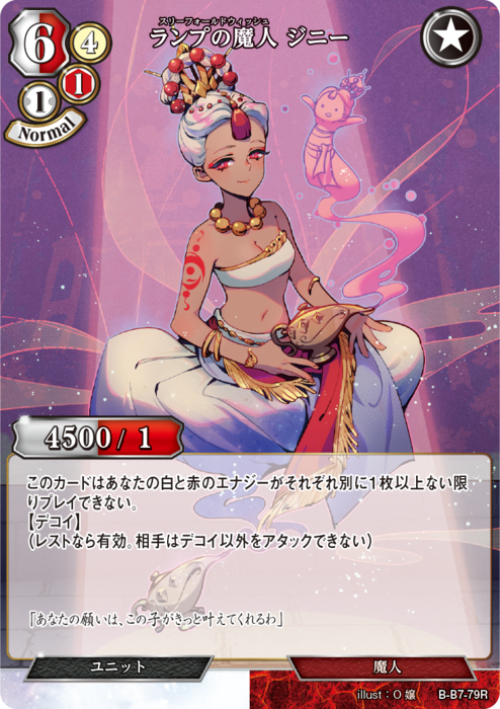 スリーフォールドウィッシュ
ランプの魔人 ジニー
6
4
1
1
Normal
4500 / 1
このカードはあなたの白と赤のエナジーがそれぞれ別に1枚以上ない限
りプレイできない。
【デコイ】
(レストなら有効。相手はデコイ以外をアタックできない)
「あなたの願いは、この子がきっと叶えてくれるわ」
ユニット
魔人
illust：O嬢
B-B7-79R